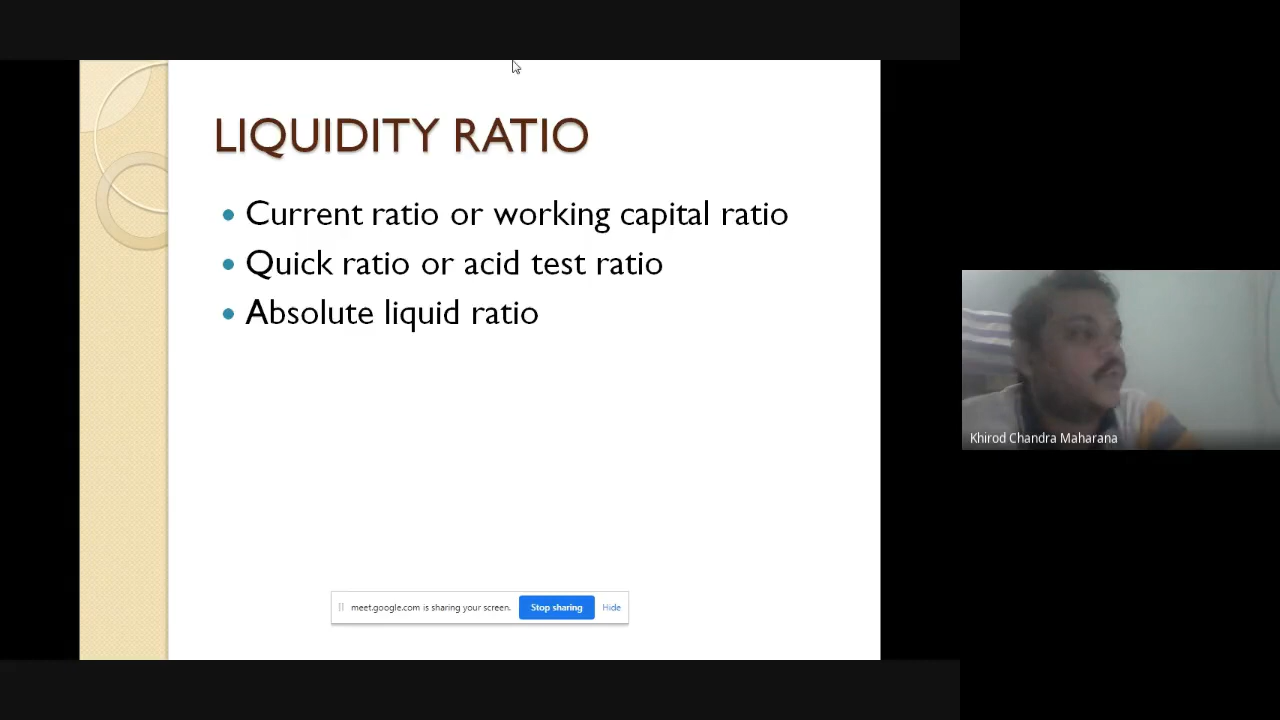 LIQUIDITY RATIO
Current ratio or working capital ratio
Quick ratio or acid test ratio
Absolute liquid ratio
meet.google.com is sharing your screen. Stop sharing Hide
Khirod Chandra Maharana